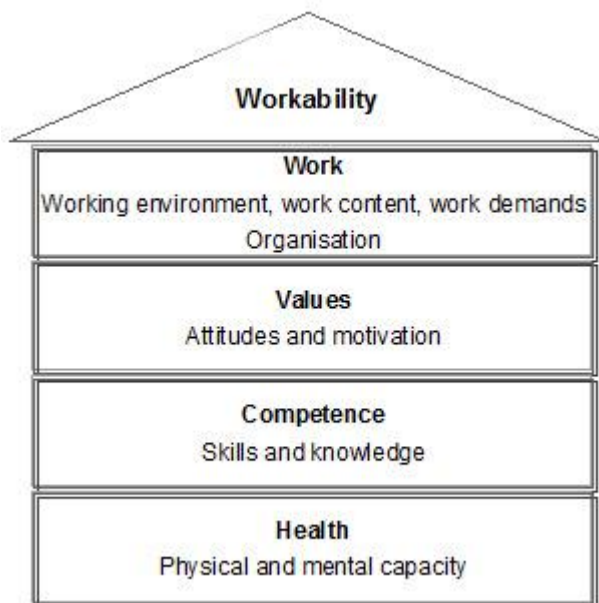 Workability
Work
Working environment, work content, work demands
Organisation
Values
Attitudes and motivation
Competence
Skills and knowledge
Health
Physical and mental capacity